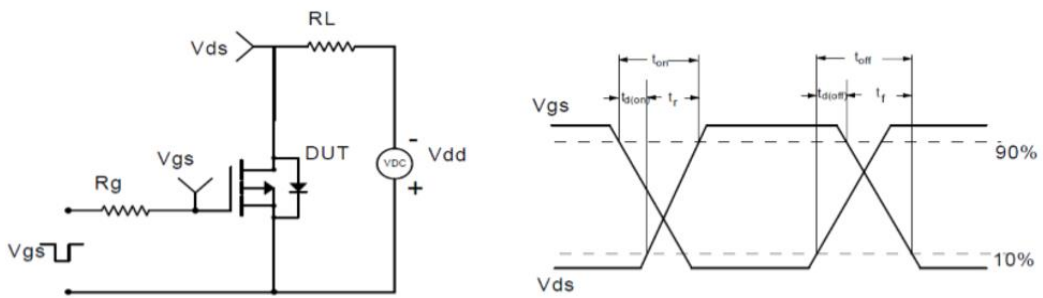 RL
Vds
-
DUT
VDC
Vdd
+
Vgs
Rg
Vgs
ton
toff
td(on)
tr
td(off)
tf
Vgs
90%
10%
Vds